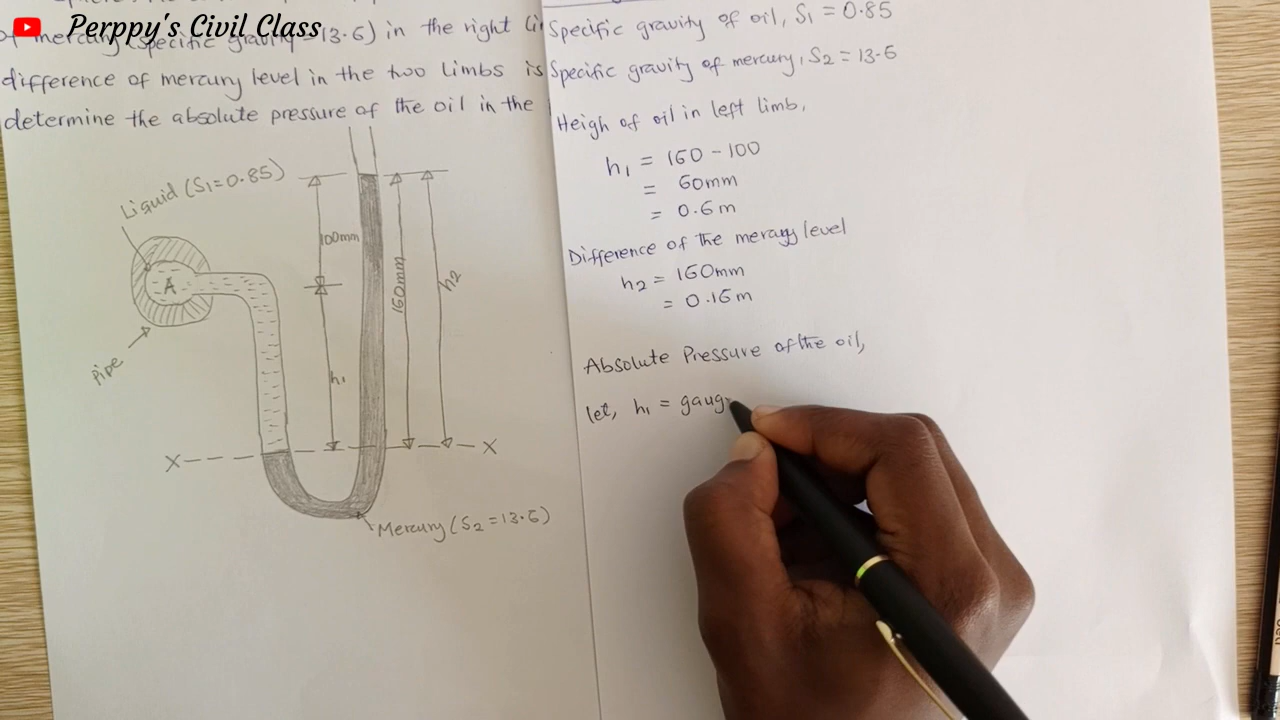 Perppy's Civil Class
of mercury (specific gravity = 13.6) in the right
difference of mercury level in the two limbs is
determine the absolute pressure of the oil in the
Liquid (S1=0.85)
100mm
160mm
h2
A
h1
Pipe
X
X
Mercury (S2=13.6)
Specific gravity of oil, S1 = 0.85
Specific gravity of mercury, S2 = 13.6
Heigh of oil in left limb,
h1 = 160 - 100
= 60mm
= 0.6m
Difference of the mercury level
h2 = 160mm
= 0.16m
Absolute Pressure of the oil,
let, h1 = gaug